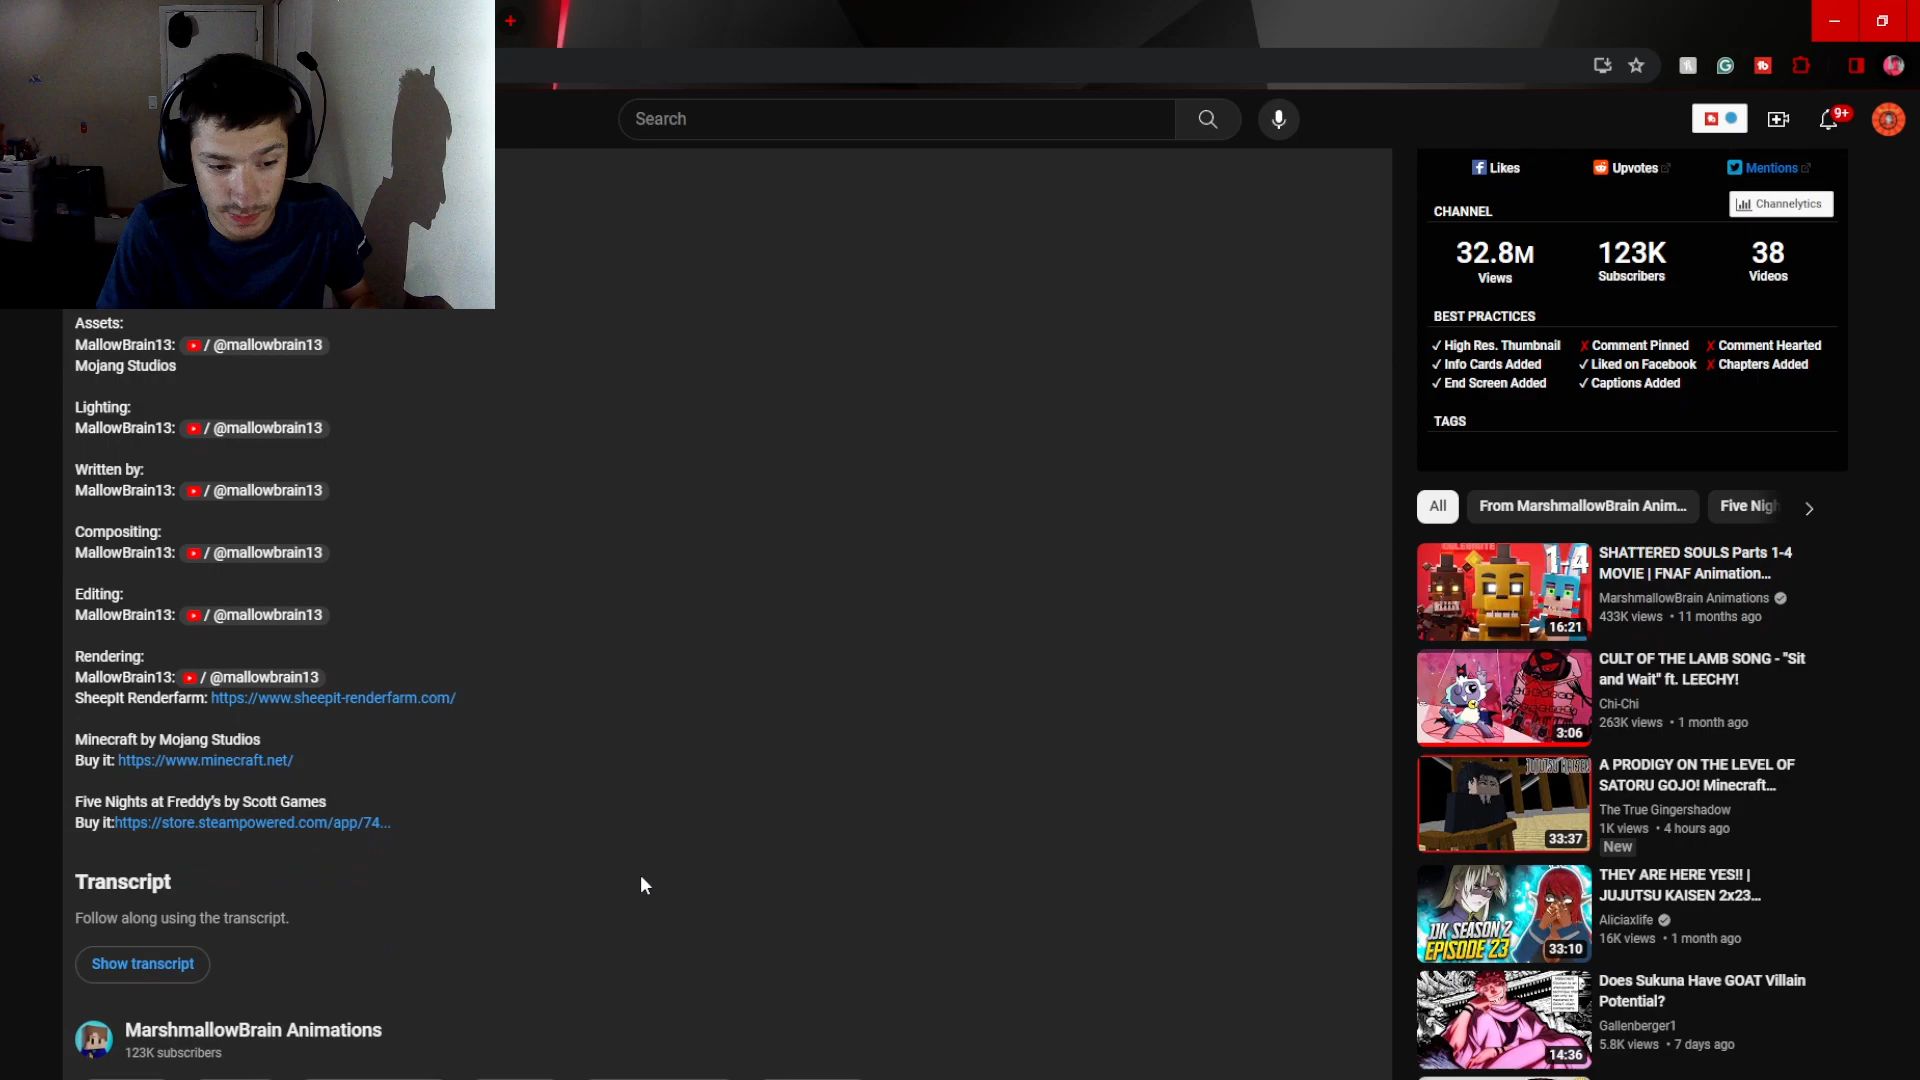 Search
9+
Likes
Upvotes
Mentions
CHANNEL
Channelytics
32.8M
Views
123K
Subscribers
38
Videos
BEST PRACTICES
✓ High Res. Thumbnail
✗ Comment Pinned
✗ Comment Hearted
✓ Info Cards Added
✓ Liked on Facebook
✗ Chapters Added
✓ End Screen Added
✓ Captions Added
TAGS
Assets:
MallowBrain13: / @mallowbrain13
Mojang Studios
Lighting:
MallowBrain13: / @mallowbrain13
Written by:
MallowBrain13: / @mallowbrain13
Compositing:
MallowBrain13: / @mallowbrain13
Editing:
MallowBrain13: / @mallowbrain13
Rendering:
MallowBrain13: / @mallowbrain13
SheepIt Renderfarm: https://www.sheepit-renderfarm.com/
Minecraft by Mojang Studios
Buy it: https://www.minecraft.net/
Five Nights at Freddy's by Scott Games
Buy it:https://store.steampowered.com/app/74...
Transcript
Follow along using the transcript.
Show transcript
MarshmallowBrain Animations
123K subscribers
All
From MarshmallowBrain Anim...
Five Nigh
1-4
16:21
SHATTERED SOULS Parts 1-4
MOVIE | FNAF Animation...
MarshmallowBrain Animations
433K views • 11 months ago
3:06
CULT OF THE LAMB SONG - "Sit
and Wait" ft. LEECHY!
Chi-Chi
263K views • 1 month ago
JUJUTSU KAISEN
33:37
A PRODIGY ON THE LEVEL OF
SATORU GOJO! Minecraft...
The True Gingershadow
1K views • 4 hours ago
New
JJK SEASON 2
EPISODE 23
33:10
THEY ARE HERE YES!! |
JUJUTSU KAISEN 2x23...
Aliciaxlife
16K views • 1 month ago
14:36
Does Sukuna Have GOAT Villain
Potential?
Gallenberger1
5.8K views • 7 days ago